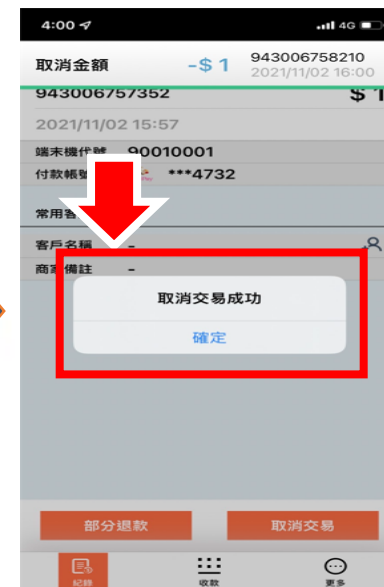 4:00
4G
取消金額 -$ 1 943006758210
2021/11/02 16:00
943006757352 $ 1
2021/11/02 15:57
端末機代號 90010001
付款帳號 ***4732
常用客
客戶名稱 -
商家備註 -
取消交易成功
確定
部分退款 取消交易
紀錄 收款 更多